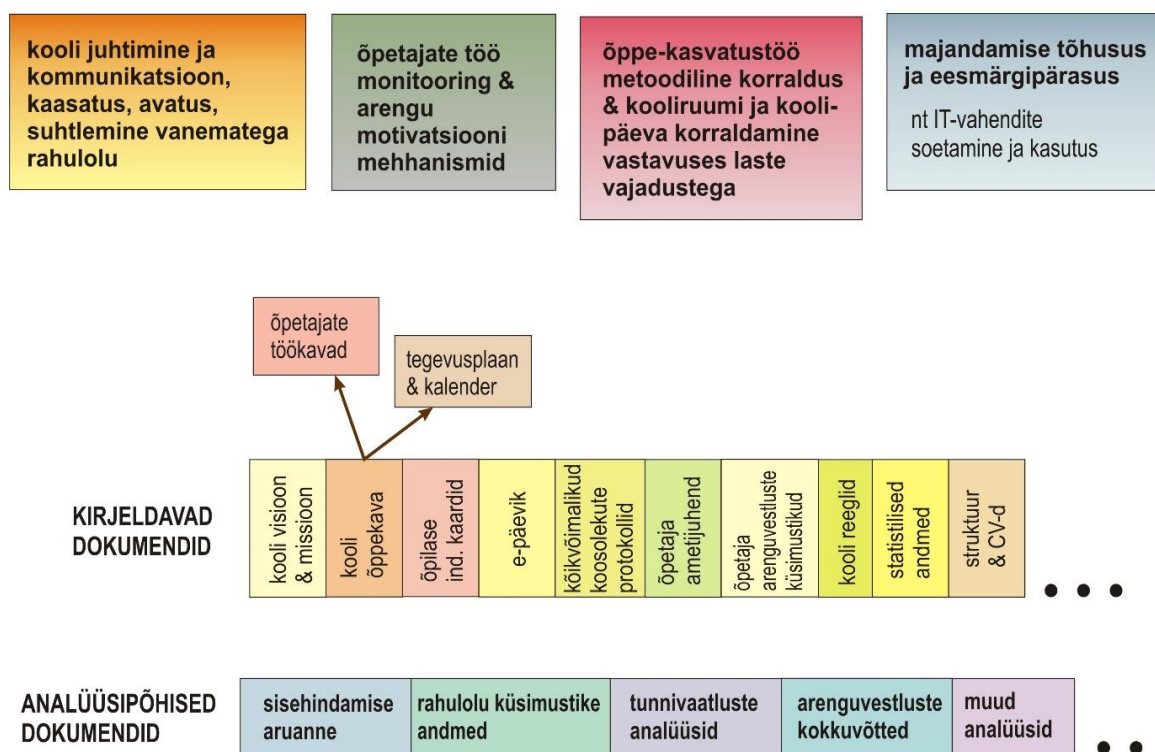 kooli juhtimine ja
kommunikatsioon,
kaasatus, avatus,
suhtlemine vanematega
rahulolu
õpetajate töö
monitooring &
arengu
motivatsiooni
mehhanismid
õppe-kasvatustöö
metoodiline korraldus
& kooliruumi ja kooli-
päeva korraldamine
vastavuses laste
vajadustega
majandamise tõhusus
ja eesmärgipärasus
nt IT-vahendite
soetamine ja kasutus
õpetajate
töökavad
tegevusplaan
& kalender
KIRJELDAVAD
DOKUMENDID
kooli visioon
& missioon
kooli
õppekava
õpilase
ind. kaardid
e-päevik
kõikvõimalikud
koosolekute
protokollid
õpetaja
ametijuhend
õpetaja
arenguvestluste
küsimustikud
kooli reeglid
statistilised
andmed
struktuur
& CV-d
ANALÜÜSIPÕHISED
DOKUMENDID
sisehindamise
aruanne
rahulolu küsimustike
andmed
tunnivaatluste
analüüsid
arenguvestluste
kokkuvõtted
muud
analüüsid